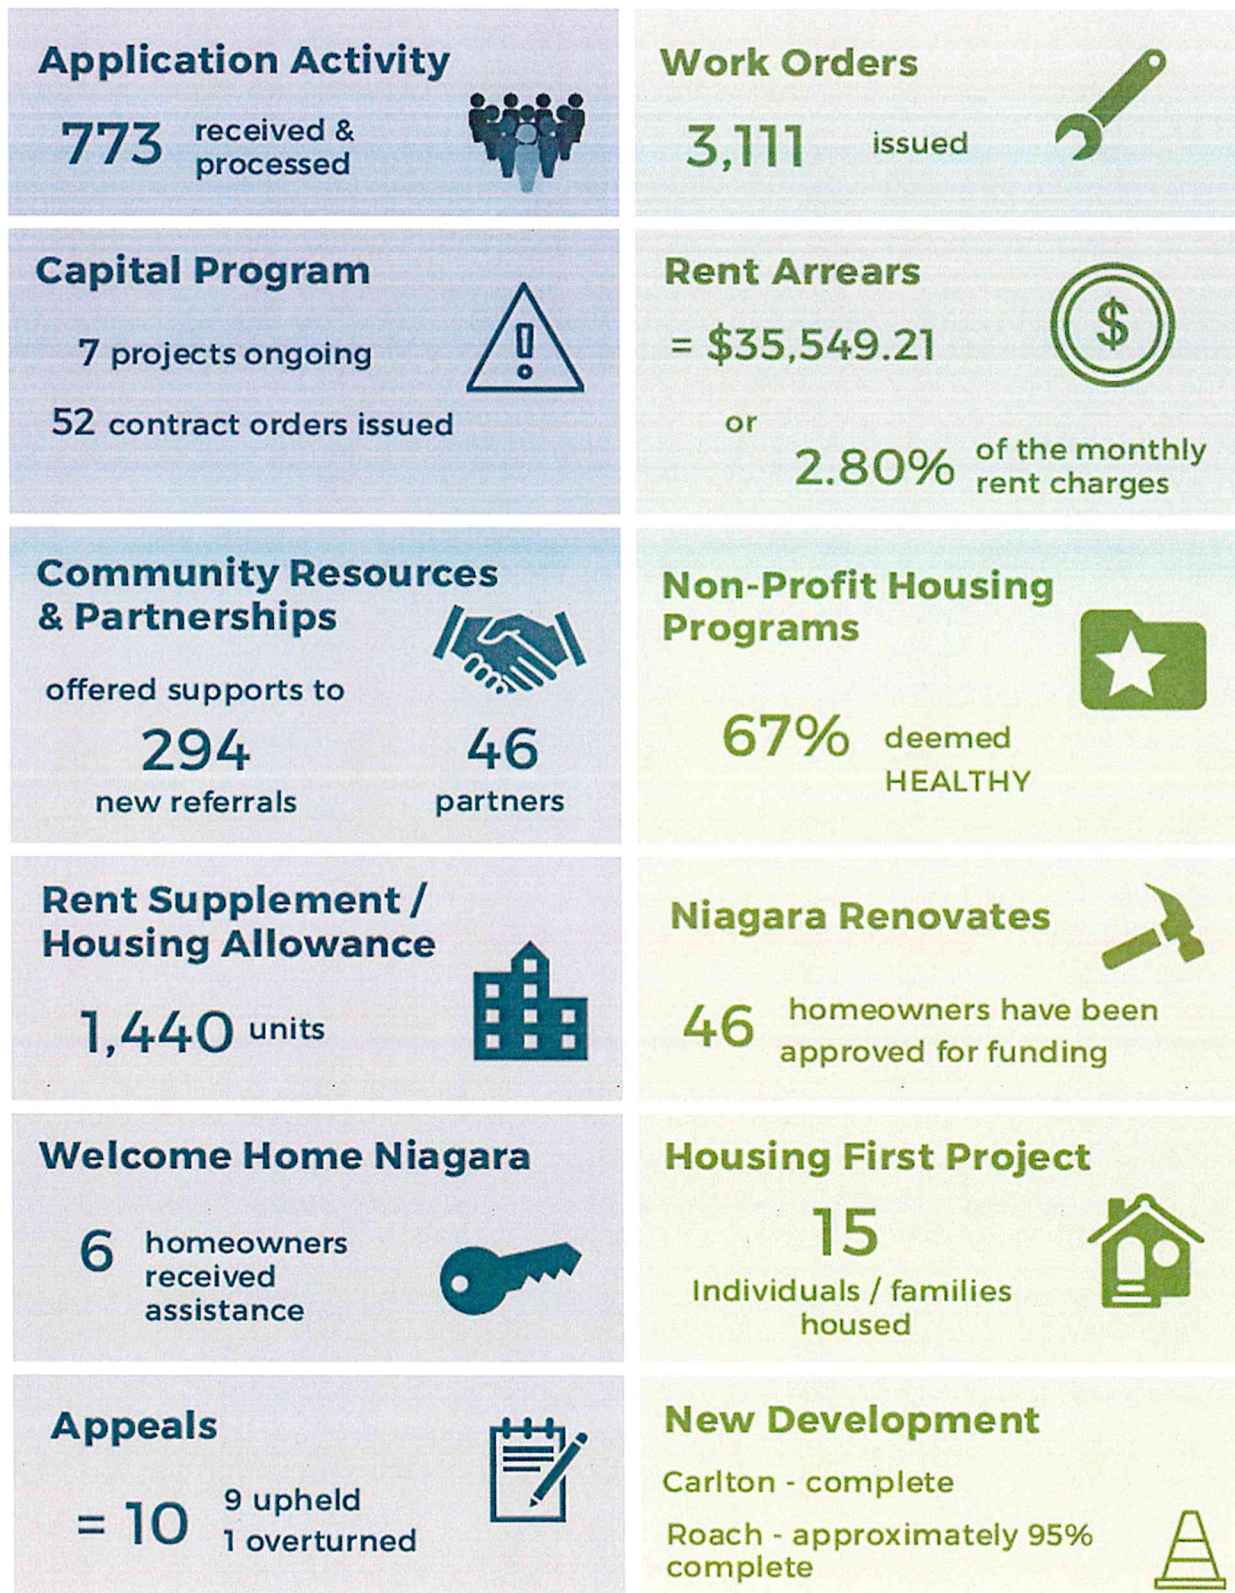 Application Activity
773 received &
processed
Work Orders
3,111 issued
Capital Program
7 projects ongoing
52 contract orders issued
Rent Arrears
= $35,549.21
or
2.80% of the monthly
rent charges
Community Resources
& Partnerships
offered supports to
294
new referrals
46
partners
Non-Profit Housing
Programs
67% deemed
HEALTHY
Rent Supplement /
Housing Allowance
1,440 units
Niagara Renovates
46 homeowners have been
approved for funding
Welcome Home Niagara
6 homeowners
received
assistance
Housing First Project
15
Individuals / families
housed
Appeals
= 10 9 upheld
1 overturned
New Development
Carlton - complete
Roach - approximately 95%
complete